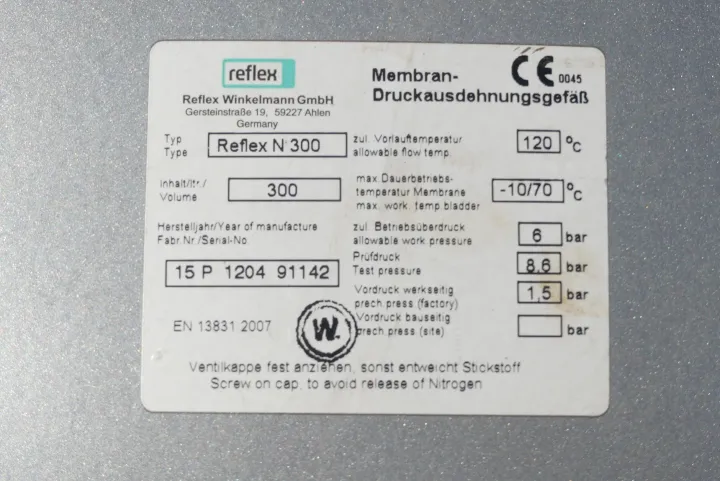 reflex
Reflex Winkelmann GmbH
Gersteinstraße 19, 59227 Ahlen
Germany
Membran-
Druckausdehnungsgefäß
CE 0045
Typ
Type
Reflex N 300
zul. Vorlauftemperatur
allowable flow temp.
120 °C
Inhalt/ltr./
Volume
300
max. Dauerbetriebs-
temperatur Membrane
max. work. temp bladder
-10/70 °C
Herstelljahr/Year of manufacture
Fabr.Nr./Serial-No.
15 P 1204 91142
zul. Betriebsüberdruck
allowable work pressure
6 bar
Prüfdruck
Test pressure
8,6 bar
Vordruck werkseitig
prech.press (factory)
1,5 bar
Vordruck bauseitig
prech.press (site)
bar
EN 13831 2007
W.
Ventilkappe fest anziehen, sonst entweicht Stickstoff
Screw on cap. to avoid release of Nitrogen